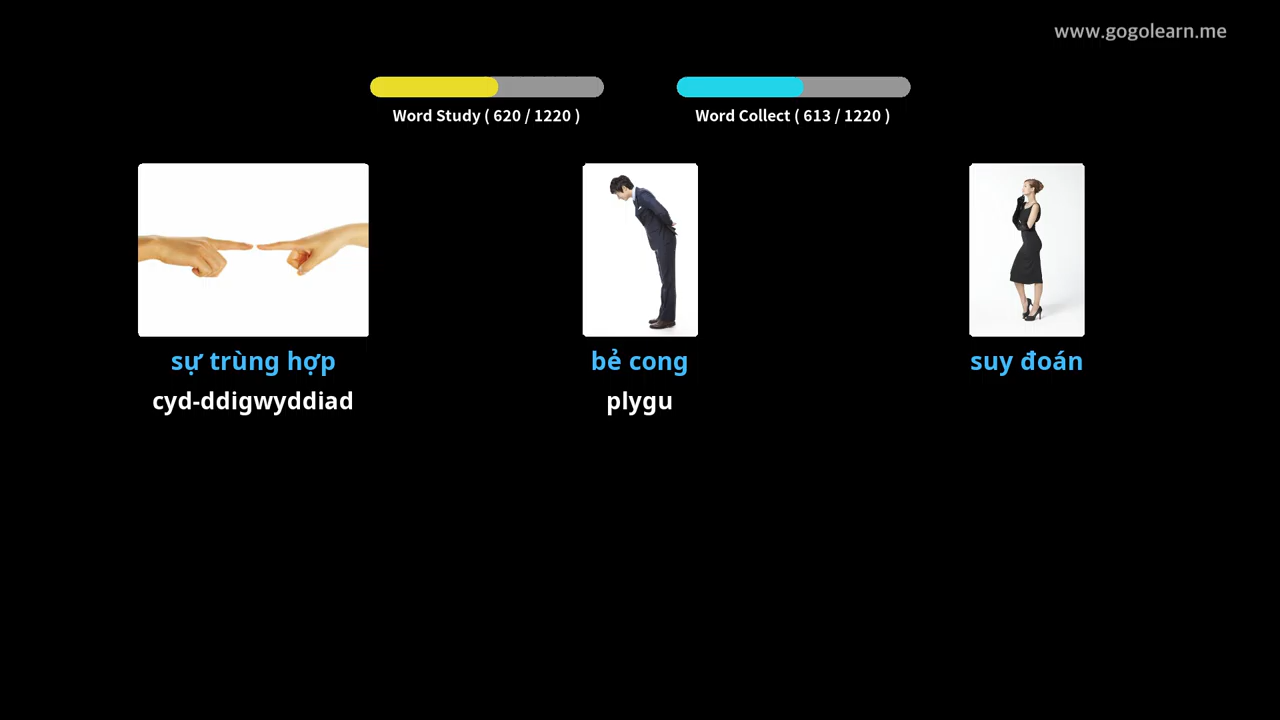 www.gogolearn.me
Word Study ( 620 / 1220 )
Word Collect ( 613 / 1220 )
sự trùng hợp
cyd-ddigwyddiad
bẻ cong
plygu
suy đoán